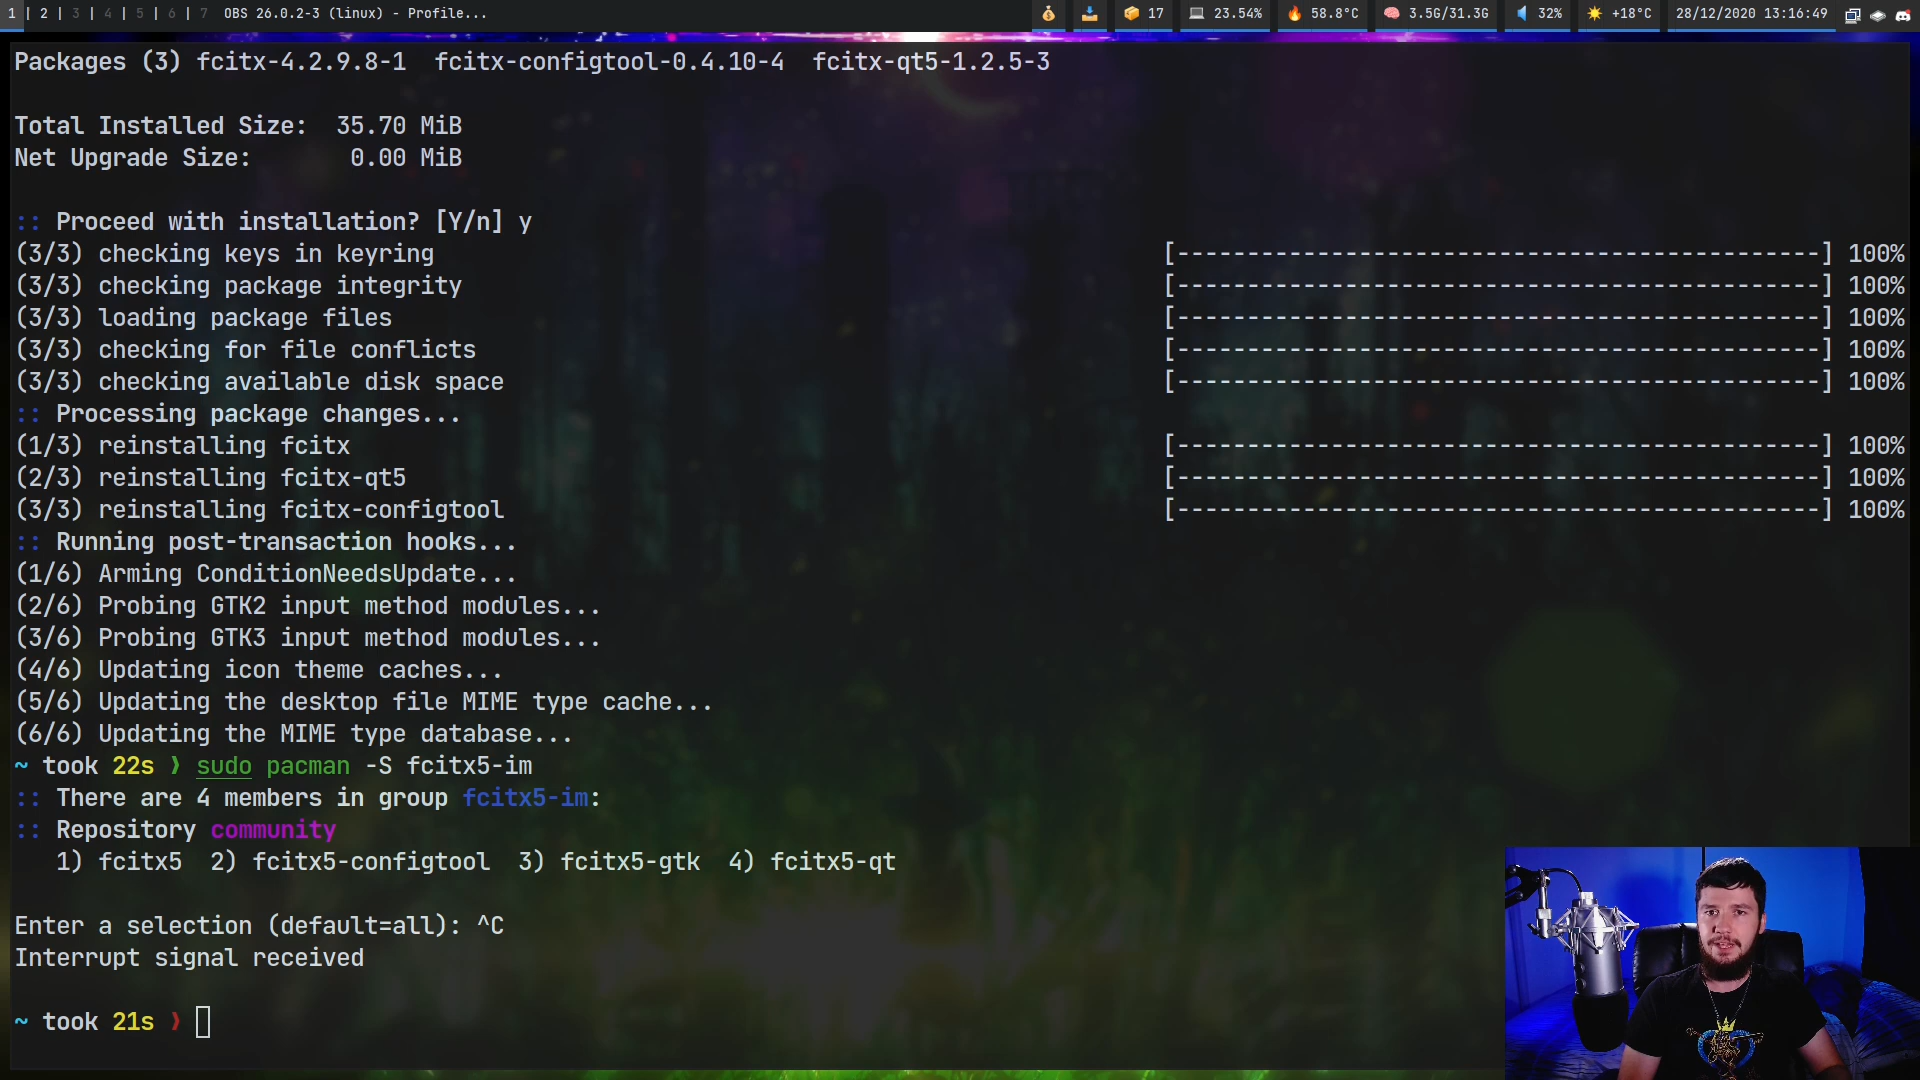 1 | 2 | 3 | 4 | 5 | 6 | 7 OBS 26.0.2-3 (linux) - Profile... 17 23.54% 58.8°C 3.5G/31.3G 32% +18°C 28/12/2020 13:16:49
Packages (3) fcitx-4.2.9.8-1 fcitx-configtool-0.4.10-4 fcitx-qt5-1.2.5-3
Total Installed Size: 35.70 MiB
Net Upgrade Size: 0.00 MiB
:: Proceed with installation? [Y/n] y
(3/3) checking keys in keyring [----------------------------------------------] 100%
(3/3) checking package integrity [----------------------------------------------] 100%
(3/3) loading package files [----------------------------------------------] 100%
(3/3) checking for file conflicts [----------------------------------------------] 100%
(3/3) checking available disk space [----------------------------------------------] 100%
:: Processing package changes...
(1/3) reinstalling fcitx [----------------------------------------------] 100%
(2/3) reinstalling fcitx-qt5 [----------------------------------------------] 100%
(3/3) reinstalling fcitx-configtool [----------------------------------------------] 100%
:: Running post-transaction hooks...
(1/6) Arming ConditionNeedsUpdate...
(2/6) Probing GTK2 input method modules...
(3/6) Probing GTK3 input method modules...
(4/6) Updating icon theme caches...
(5/6) Updating the desktop file MIME type cache...
(6/6) Updating the MIME type database...
~ took 22s ❯ sudo pacman -S fcitx5-im
:: There are 4 members in group fcitx5-im:
:: Repository community
1) fcitx5 2) fcitx5-configtool 3) fcitx5-gtk 4) fcitx5-qt
Enter a selection (default=all): ^C
Interrupt signal received
~ took 21s ❯